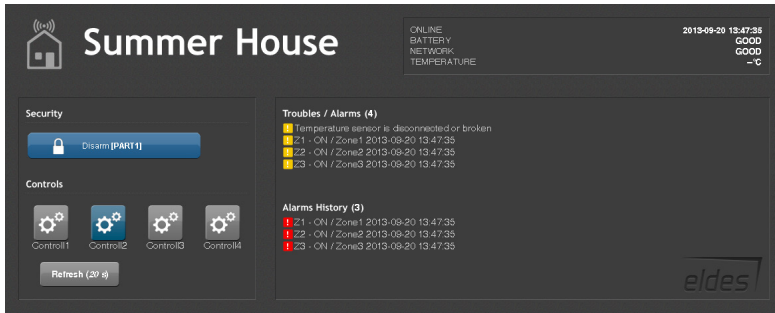 Summer House
ONLINE 2013-09-20 13:47:35
BATTERY GOOD
NETWORK GOOD
TEMPERATURE --°C
Security
Disarm [PART1]
Controls
Controll1 Controll2 Controll3 Controll4
Refresh (20 s)
Troubles / Alarms (4)
! Temperature sensor is disconnected or broken
! Z1 - ON / Zone1 2013-09-20 13:47:35
! Z2 - ON / Zone2 2013-09-20 13:47:35
! Z3 - ON / Zone3 2013-09-20 13:47:35
Alarms History (3)
! Z1 - ON / Zone1 2013-09-20 13:47:35
! Z2 - ON / Zone2 2013-09-20 13:47:35
! Z3 - ON / Zone3 2013-09-20 13:47:35
eldes